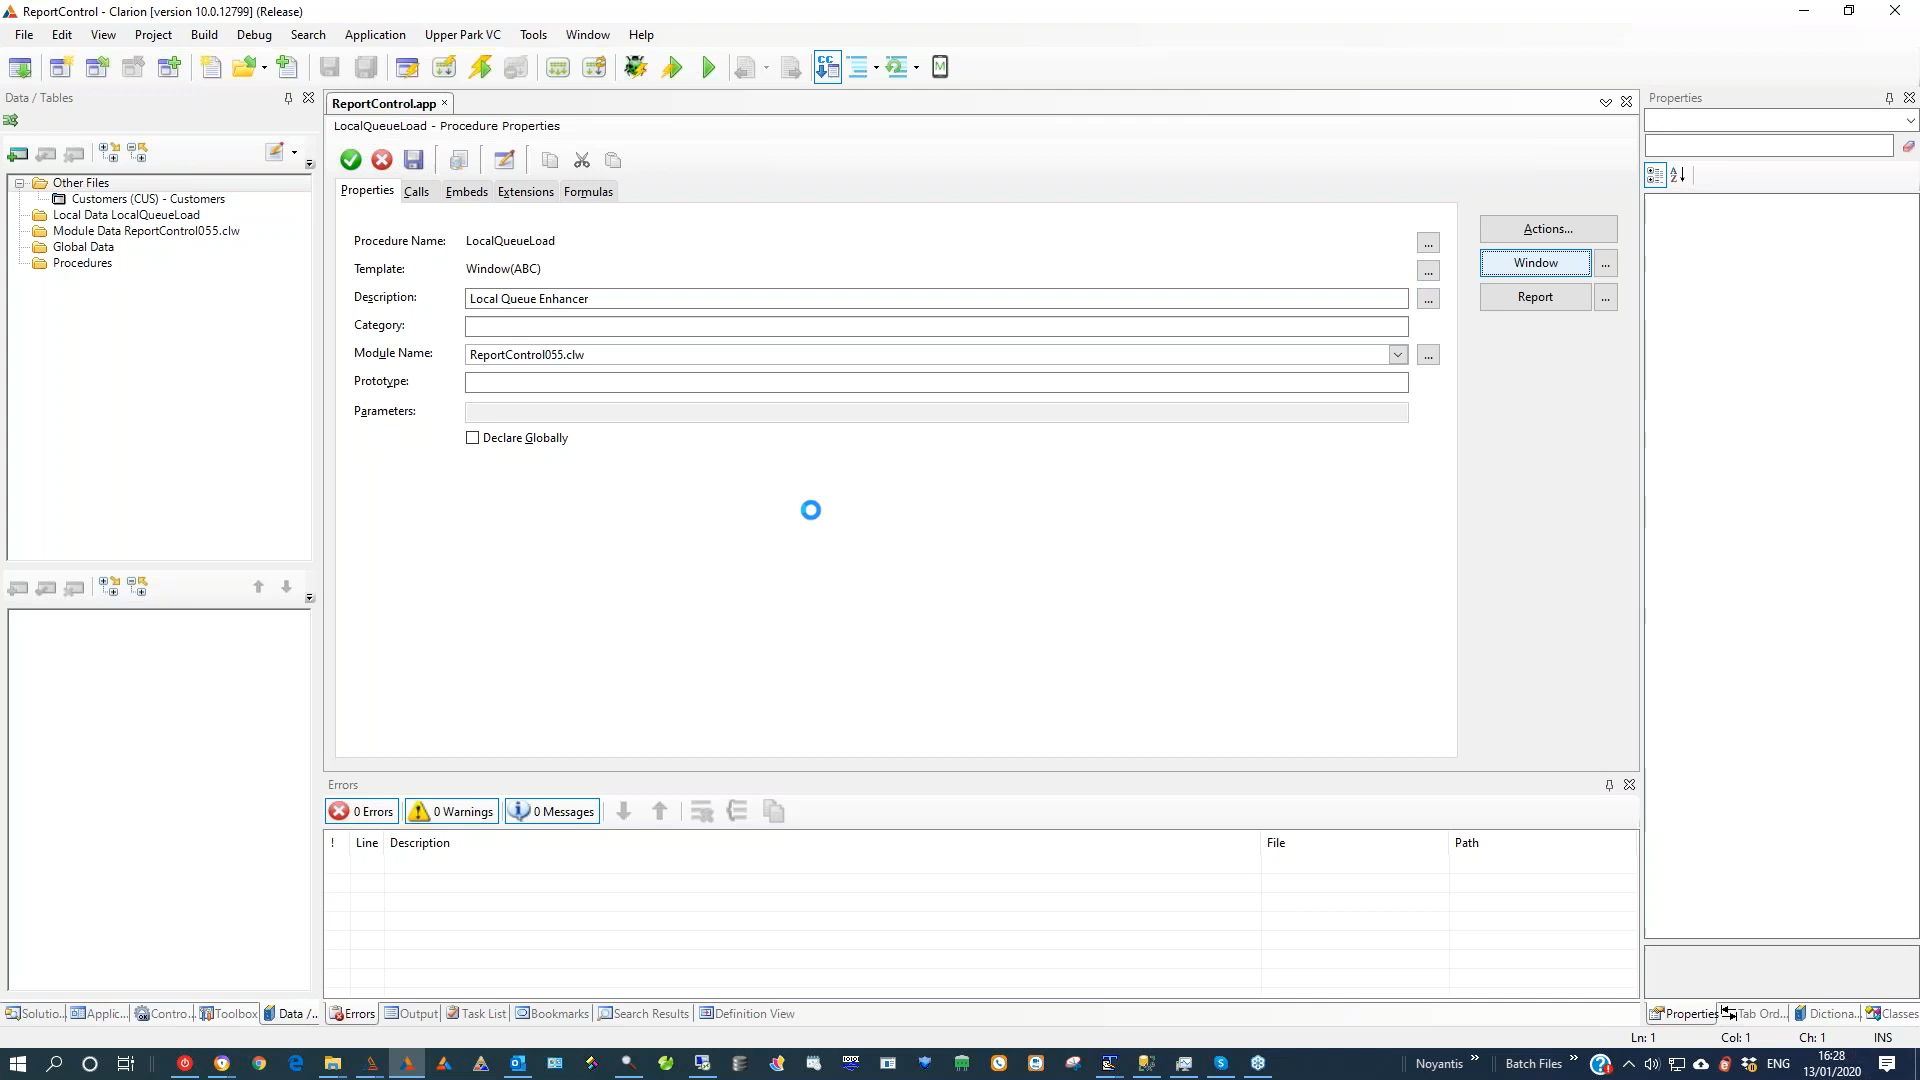 ReportControl - Clarion [version 10.0.12799] (Release)
File Edit View Project Build Debug Search Application Upper Park VC Tools Window Help
Data / Tables
ReportControl.app
LocalQueueLoad - Procedure Properties
Properties
Properties Calls Embeds Extensions Formulas
Other Files
Customers (CUS) - Customers
Local Data LocalQueueLoad
Module Data ReportControl055.clw
Global Data
Procedures
Procedure Name: LocalQueueLoad ...
Template: Window(ABC) ...
Description: Local Queue Enhancer ...
Category:
Module Name: ReportControl055.clw ...
Prototype:
Parameters:
Declare Globally
Actions...
Window ...
Report ...
Errors
0 Errors 0 Warnings 0 Messages
! Line Description File Path
Solutio... Applic... Contro... Toolbox Data /... Errors Output Task List Bookmarks Search Results Definition View Properties Tab Ord... Dictiona... Classes
Ln: 1 Col: 1 Ch: 1 INS
Noyantis » Batch Files » ENG 16:28
13/01/2020